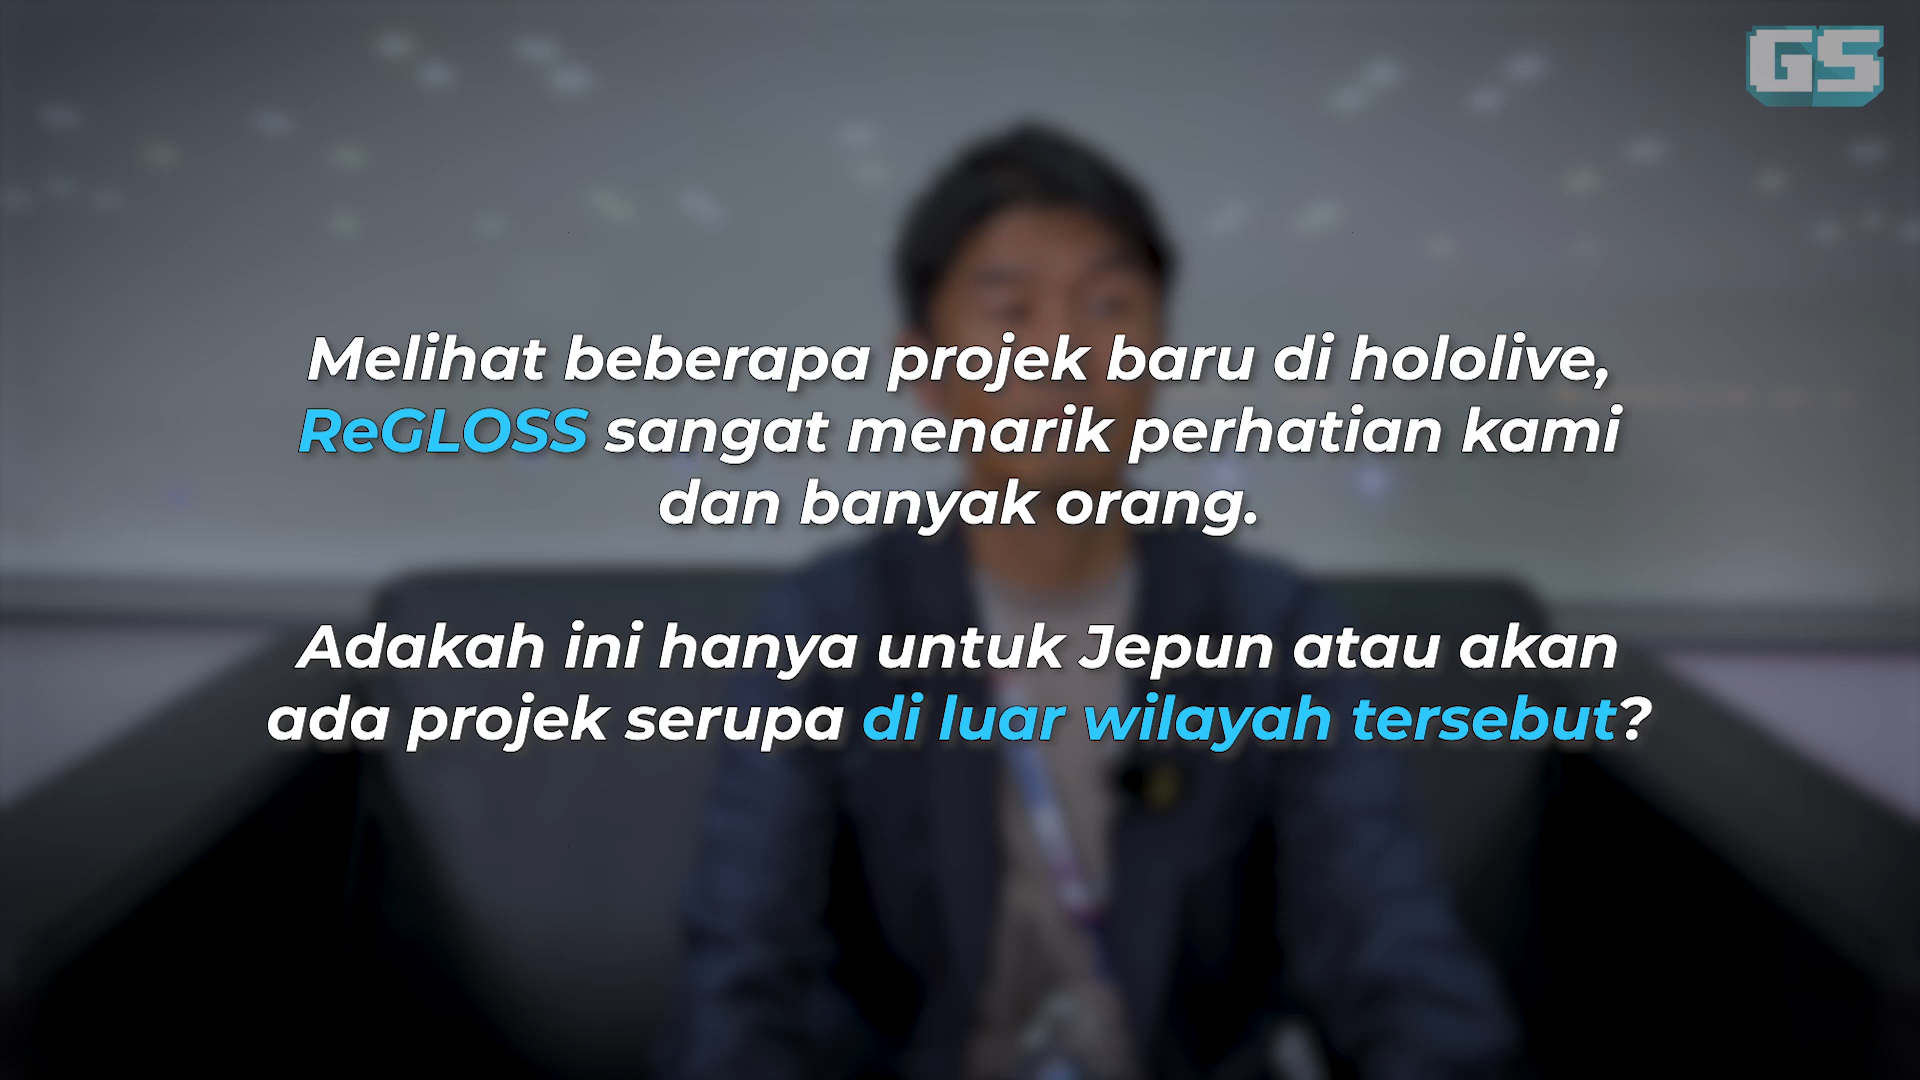 GS
Melihat beberapa projek baru di hololive,
ReGLOSS sangat menarik perhatian kami
dan banyak orang.
Adakah ini hanya untuk Jepun atau akan
ada projek serupa di luar wilayah tersebut?